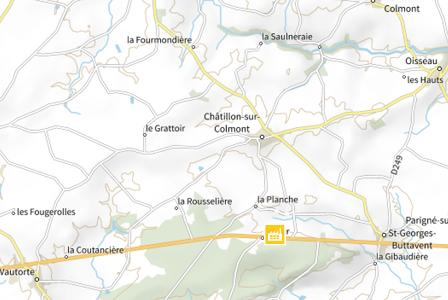 Colmont
la Fourmondière
la Saulneraie
Oisseau
les Hauts
Châtillon-sur-
Colmont
le Grattoir
D249
la Rousselière
la Planche
les Fougerolles
Parigné-su
St-Georges-
Buttavent
la Coutancière
la Gibaudière
Vautorte